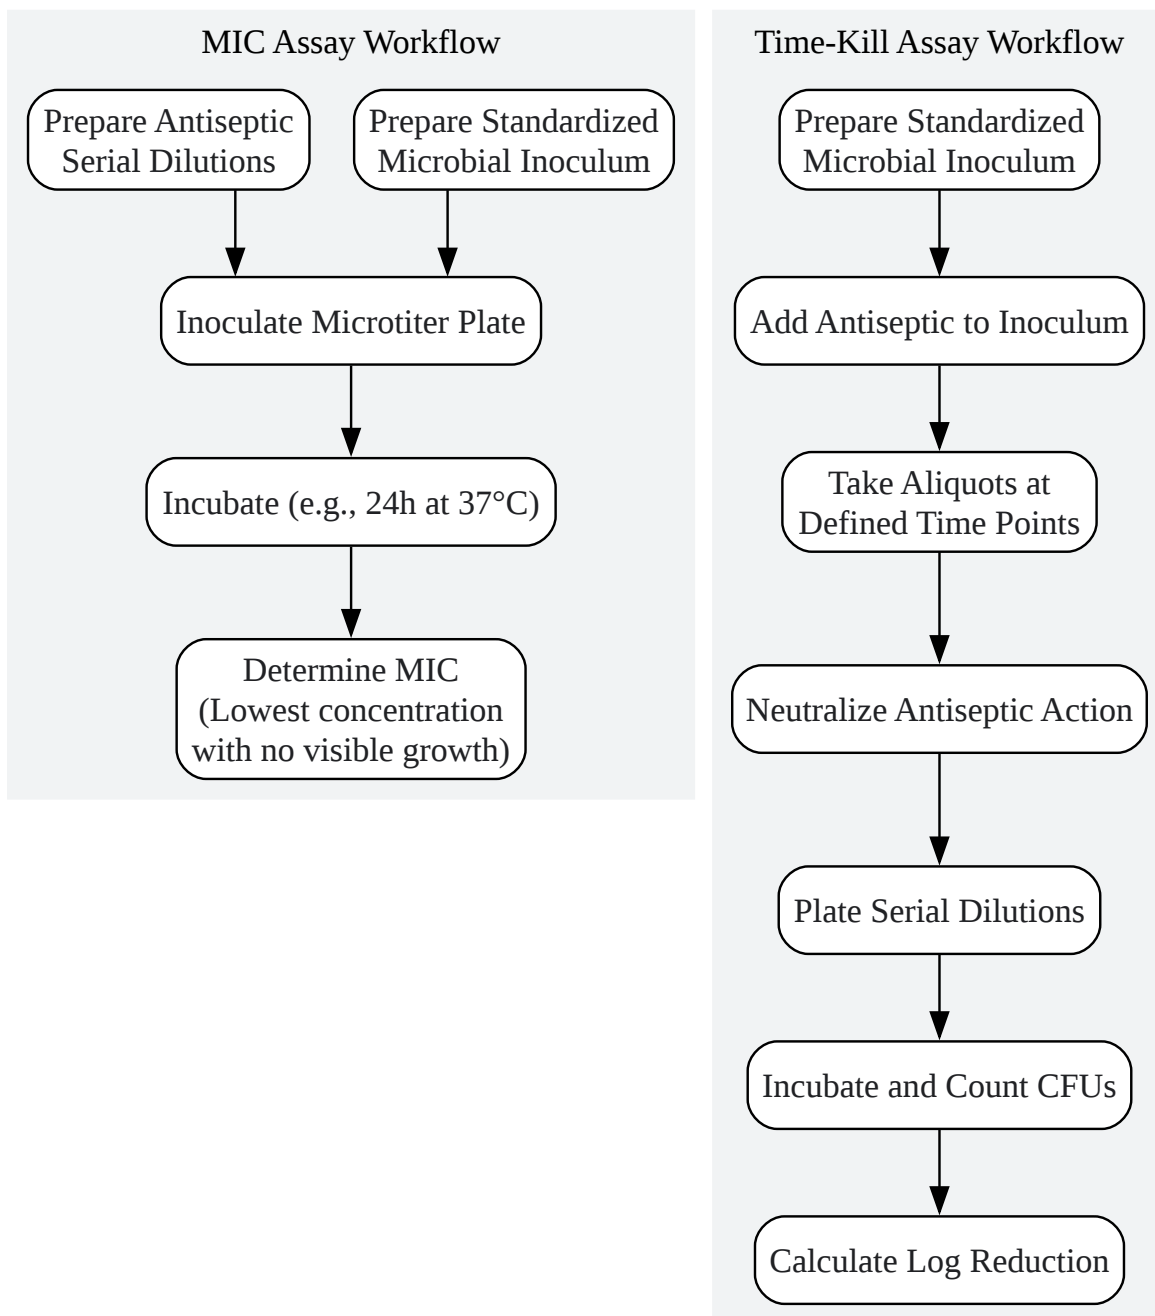 MIC Assay Workflow
Prepare Antiseptic
Serial Dilutions
Prepare Standardized
Microbial Inoculum
Inoculate Microtiter Plate
Incubate (e.g., 24h at 37°C)
Determine MIC
(Lowest concentration
with no visible growth)
Time-Kill Assay Workflow
Prepare Standardized
Microbial Inoculum
Add Antiseptic to Inoculum
Take Aliquots at
Defined Time Points
Neutralize Antiseptic Action
Plate Serial Dilutions
Incubate and Count CFUs
Calculate Log Reduction